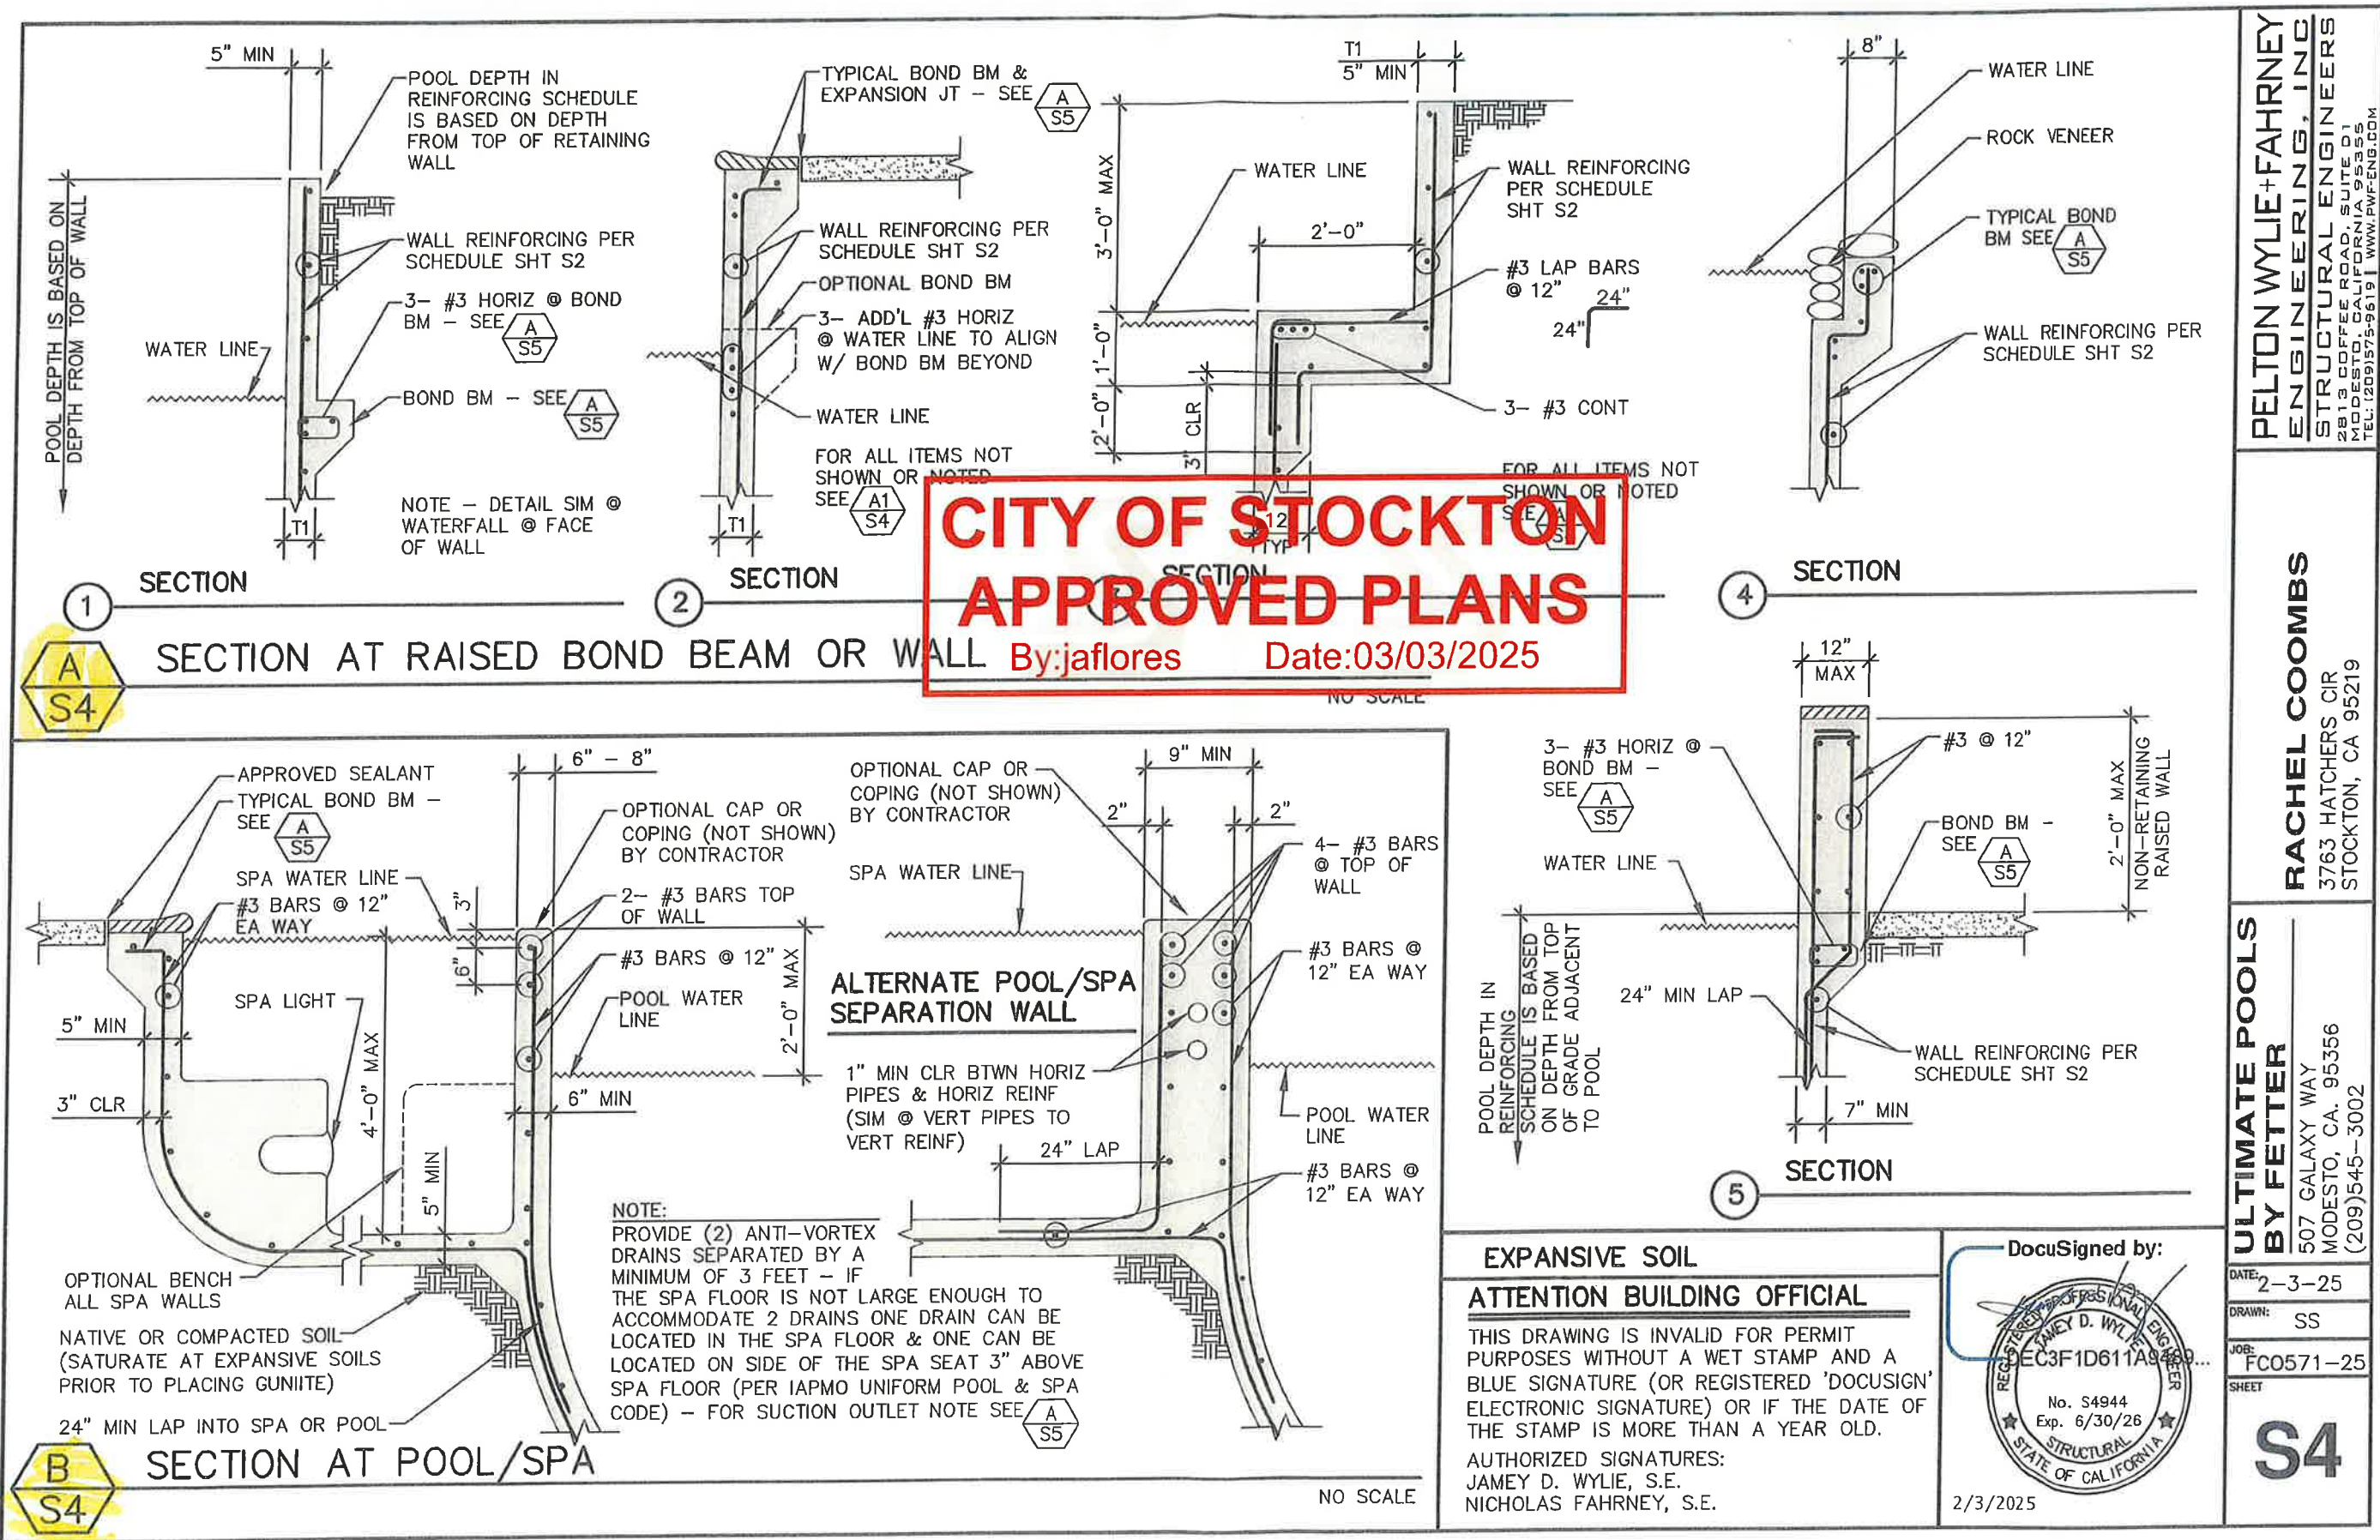 5" MIN
POOL DEPTH IN
REINFORCING SCHEDULE
IS BASED ON DEPTH
FROM TOP OF RETAINING
WALL
POOL DEPTH IS BASED ON
DEPTH FROM TOP OF WALL
WALL REINFORCING PER
SCHEDULE SHT S2
3- #3 HORIZ @ BOND
BM - SEE
A
S5
WATER LINE
BOND BM - SEE
A
S5
NOTE - DETAIL SIM @
WATERFALL @ FACE
OF WALL
T1
1
SECTION
TYPICAL BOND BM &
EXPANSION JT - SEE
A
S5
WALL REINFORCING PER
SCHEDULE SHT S2
OPTIONAL BOND BM
3- ADD'L #3 HORIZ
@ WATER LINE TO ALIGN
W/ BOND BM BEYOND
WATER LINE
FOR ALL ITEMS NOT
SHOWN OR NOTED
SEE
A1
S4
T1
2
SECTION
T1
5" MIN
3'-0" MAX
WATER LINE
2'-0"
WALL REINFORCING
PER SCHEDULE
SHT S2
#3 LAP BARS
@ 12"
24"
24"
1'-0"
2'-0"
3" CLR
3- #3 CONT
FOR ALL ITEMS NOT
SHOWN OR NOTED
SEE
12"
TYP
SECTION
8"
WATER LINE
ROCK VENEER
TYPICAL BOND
BM SEE
A
S5
WALL REINFORCING PER
SCHEDULE SHT S2
4
SECTION
CITY OF STOCKTON
APPROVED PLANS
By:jaflores Date:03/03/2025
A
S4
SECTION AT RAISED BOND BEAM OR WALL
NO SCALE
APPROVED SEALANT
TYPICAL BOND BM -
SEE
A
S5
SPA WATER LINE
#3 BARS @ 12"
EA WAY
SPA LIGHT
5" MIN
3" CLR
4'-0" MAX
5" MIN
6" - 8"
3"
6"
OPTIONAL CAP OR
COPING (NOT SHOWN)
BY CONTRACTOR
2- #3 BARS TOP
OF WALL
#3 BARS @ 12"
POOL WATER
LINE
2'-0" MAX
6" MIN
OPTIONAL BENCH
ALL SPA WALLS
NATIVE OR COMPACTED SOIL
(SATURATE AT EXPANSIVE SOILS
PRIOR TO PLACING GUNIITE)
24" MIN LAP INTO SPA OR POOL
OPTIONAL CAP OR
COPING (NOT SHOWN)
BY CONTRACTOR
9" MIN
2"
2"
SPA WATER LINE
4- #3 BARS
@ TOP OF
WALL
#3 BARS @
12" EA WAY
ALTERNATE POOL/SPA
SEPARATION WALL
1" MIN CLR BTWN HORIZ
PIPES & HORIZ REINF
(SIM @ VERT PIPES TO
VERT REINF)
POOL WATER
LINE
24" LAP
#3 BARS @
12" EA WAY
NOTE:
PROVIDE (2) ANTI-VORTEX
DRAINS SEPARATED BY A
MINIMUM OF 3 FEET - IF
THE SPA FLOOR IS NOT LARGE ENOUGH TO
ACCOMMODATE 2 DRAINS ONE DRAIN CAN BE
LOCATED IN THE SPA FLOOR & ONE CAN BE
LOCATED ON SIDE OF THE SPA SEAT 3" ABOVE
SPA FLOOR (PER IAPMO UNIFORM POOL & SPA
CODE) - FOR SUCTION OUTLET NOTE SEE
A
S5
B
S4
SECTION AT POOL/SPA
NO SCALE
12"
MAX
3- #3 HORIZ @
BOND BM -
SEE
A
S5
#3 @ 12"
2'-0" MAX
NON-RETAINING
RAISED WALL
BOND BM -
SEE
A
S5
WATER LINE
24" MIN LAP
POOL DEPTH IN
REINFORCING
SCHEDULE IS BASED
ON DEPTH FROM TOP
OF GRADE ADJACENT
TO POOL
WALL REINFORCING PER
SCHEDULE SHT S2
7" MIN
5
SECTION
EXPANSIVE SOIL
ATTENTION BUILDING OFFICIAL
THIS DRAWING IS INVALID FOR PERMIT
PURPOSES WITHOUT A WET STAMP AND A
BLUE SIGNATURE (OR REGISTERED 'DOCUSIGN'
ELECTRONIC SIGNATURE) OR IF THE DATE OF
THE STAMP IS MORE THAN A YEAR OLD.
AUTHORIZED SIGNATURES:
JAMEY D. WYLIE, S.E.
NICHOLAS FAHRNEY, S.E.
DocuSigned by:
REGISTERED PROFESSIONAL ENGINEER
JAMEY D. WYLIE
No. S4944
Exp. 6/30/26
STRUCTURAL
STATE OF CALIFORNIA
2/3/2025
PELTON WYLIE+FAHRNEY
ENGINEERING, INC
STRUCTURAL ENGINEERS
2813 COFFEE ROAD, SUITE D1
MODESTO, CALIFORNIA 95355
TEL: (209)575-9619 | WWW.PWF-ENG.COM
RACHEL COOMBS
3763 HATCHERS CIR
STOCKTON, CA 95219
ULTIMATE POOLS
BY FETTER
507 GALAXY WAY
MODESTO, CA. 95356
(209)545-3002
DATE: 2-3-25
DRAWN: SS
JOB: FC0571-25
SHEET
S4